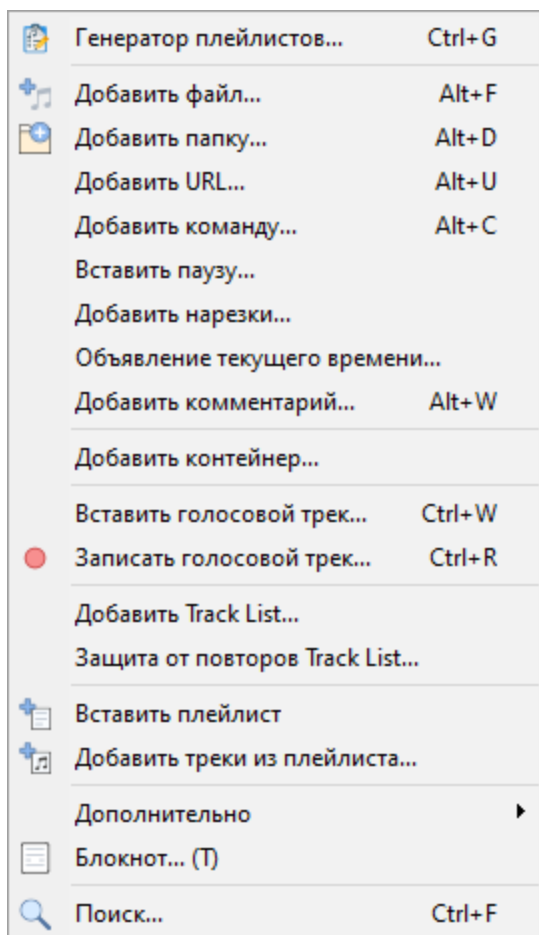 Генератор плейлистов... Ctrl+G
Добавить файл... Alt+F
Добавить папку... Alt+D
Добавить URL... Alt+U
Добавить команду... Alt+C
Вставить паузу...
Добавить нарезки...
Объявление текущего времени...
Добавить комментарий... Alt+W
Добавить контейнер...
Вставить голосовой трек... Ctrl+W
Записать голосовой трек... Ctrl+R
Добавить Track List...
Защита от повторов Track List...
Вставить плейлист
Добавить треки из плейлиста...
Дополнительно
Блокнот... (T)
Поиск... Ctrl+F